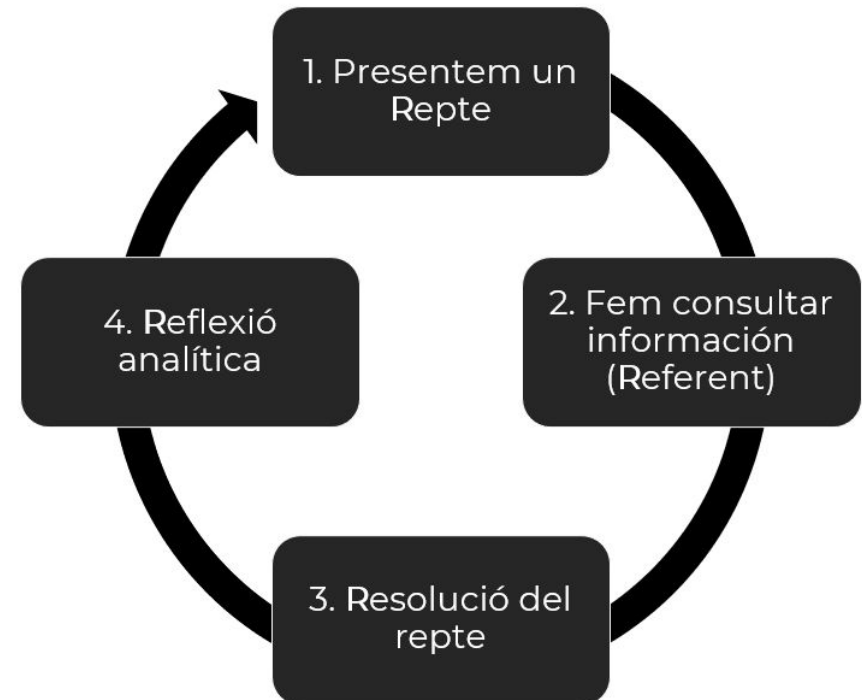 1. Presentem un
Repte
2. Fem consultar
información
(Referent)
3. Resolució del
repte
4. Reflexió
analítica